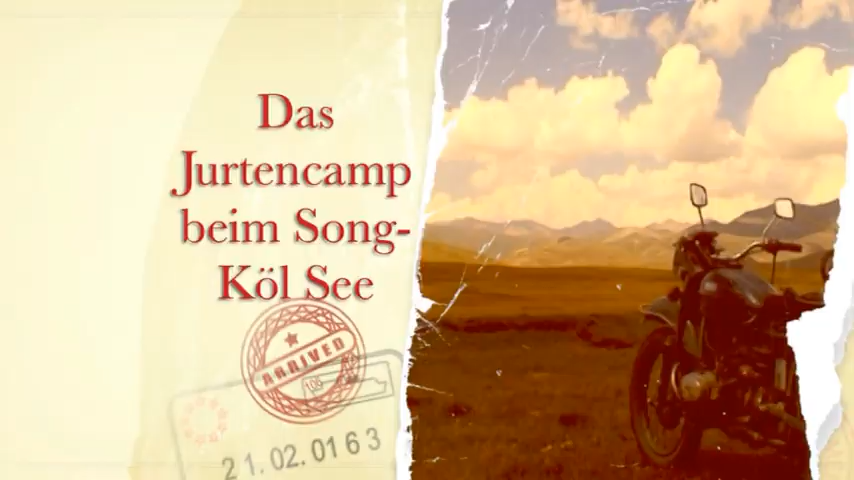 Das
Jurtencamp
beim Song-
Köl See
ARRIVED
21.02.0163